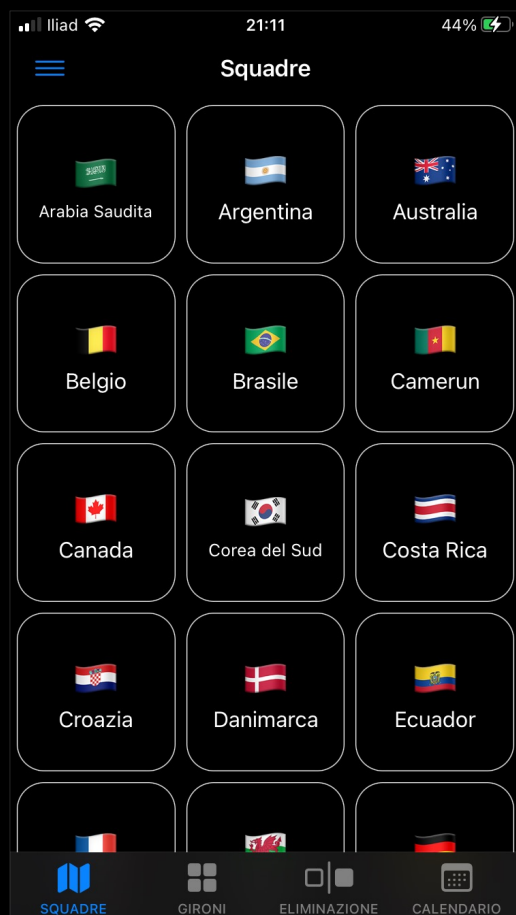 Iliad 21:11 44%
Squadre
Arabia Saudita Argentina Australia
Belgio Brasile Camerun
Canada Corea del Sud Costa Rica
Croazia Danimarca Ecuador
SQUADRE GIRONI ELIMINAZIONE CALENDARIO